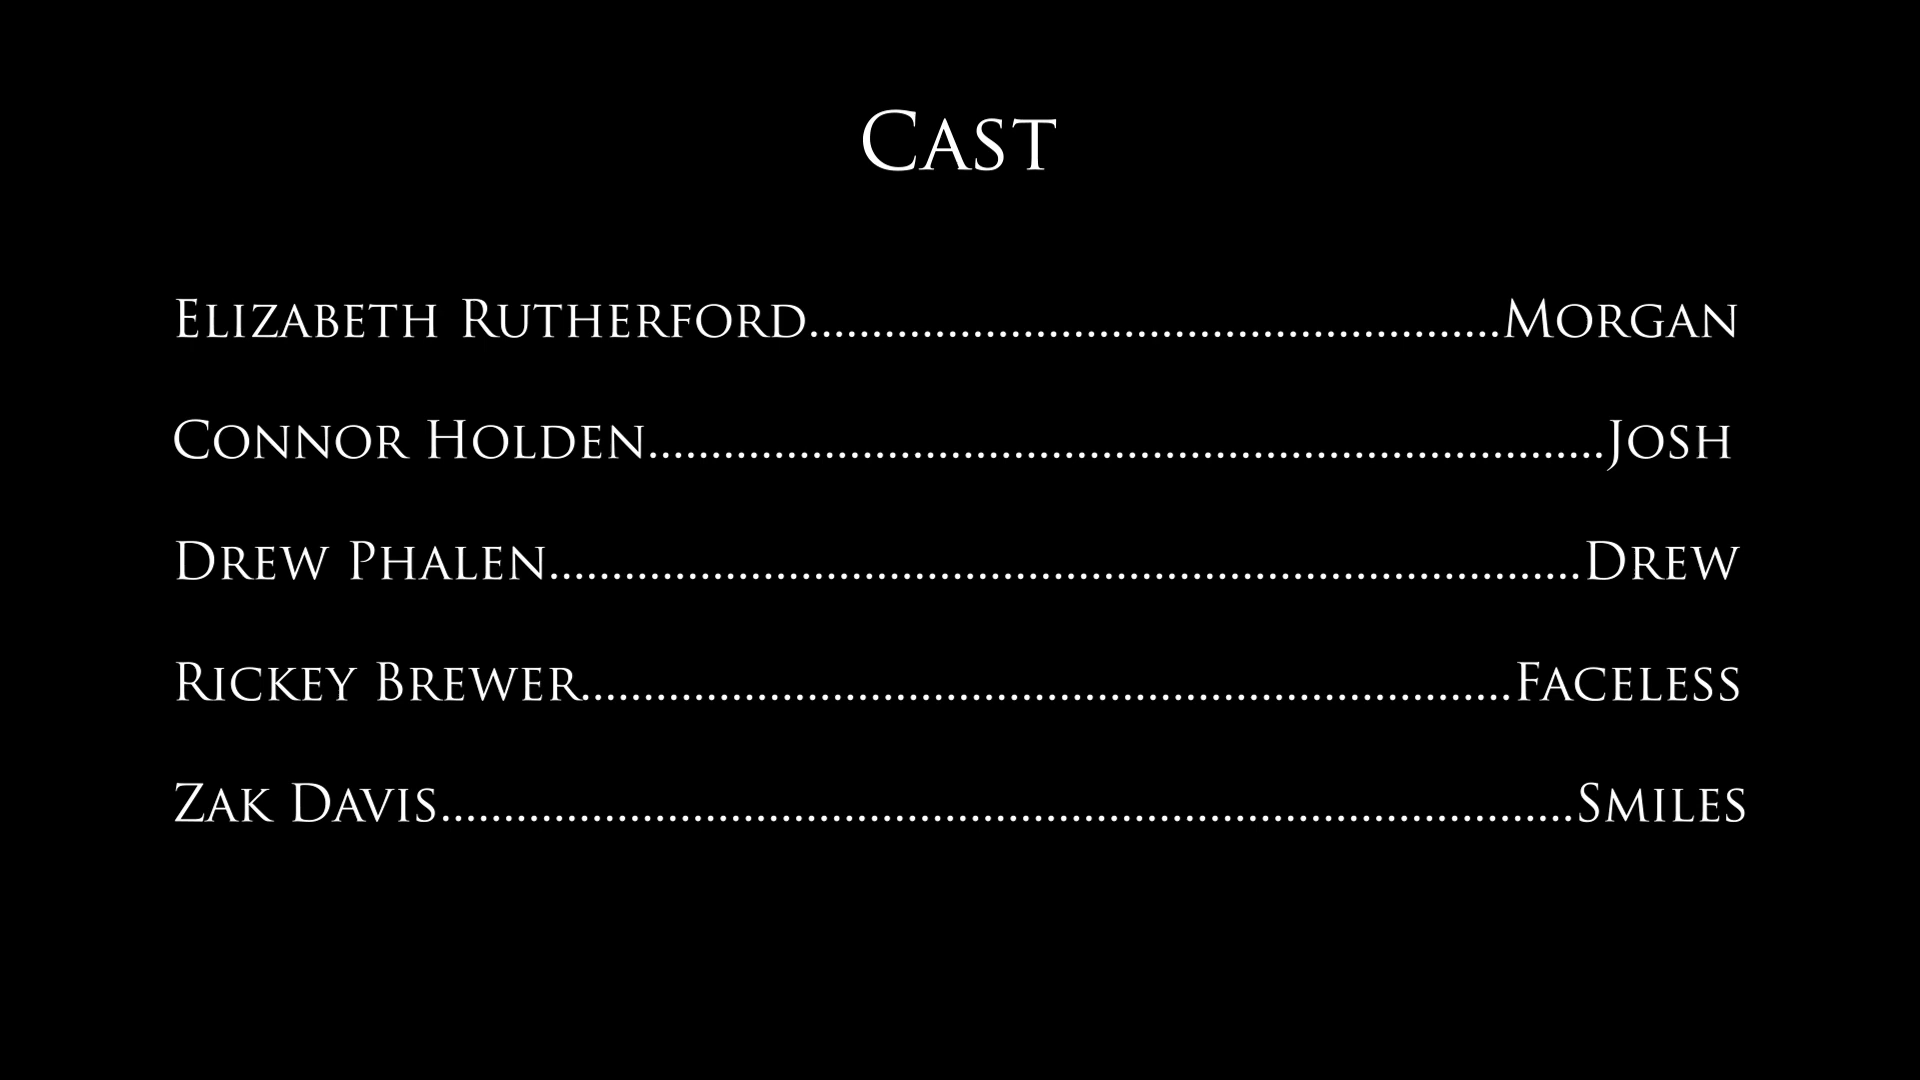 Cast
Elizabeth Rutherford.......................................................Morgan
Connor Holden............................................................................Josh
Drew Phalen..................................................................................Drew
Rickey Brewer..........................................................................Faceless
Zak Davis..........................................................................................Smiles